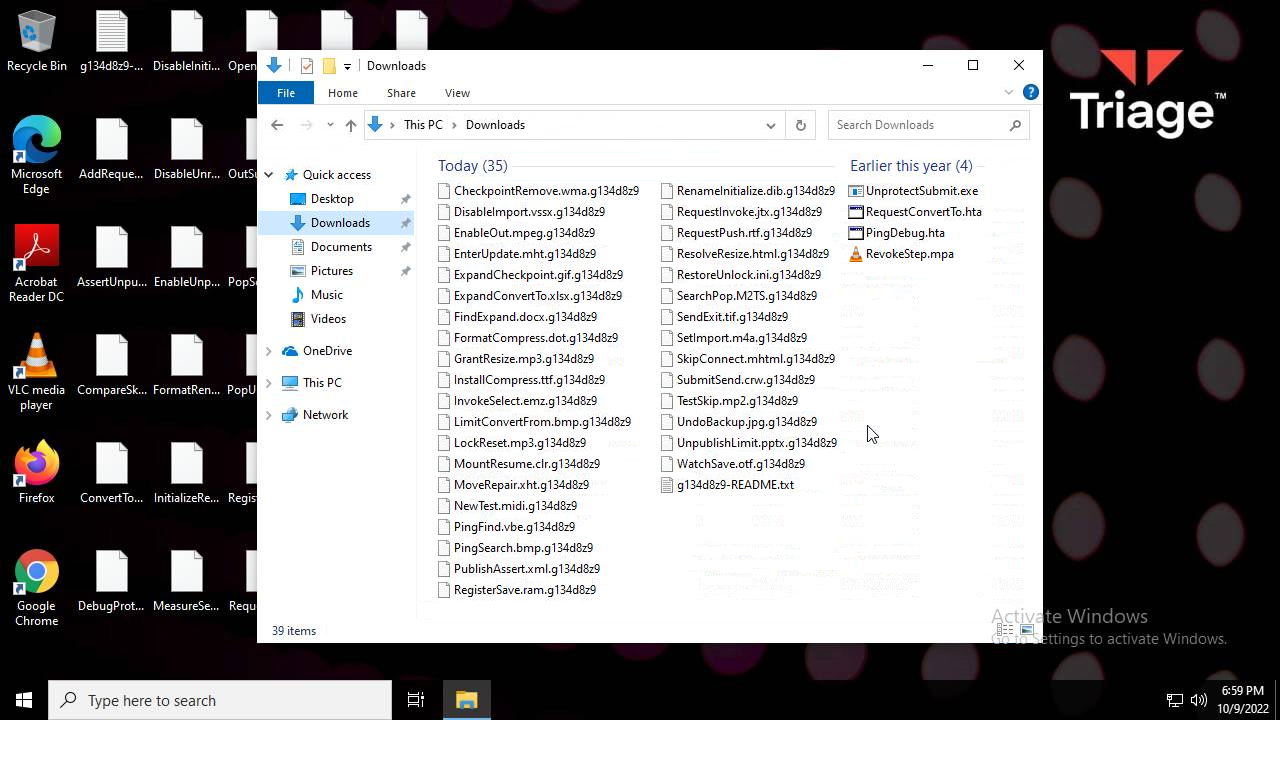 Recycle Bin
g134d8z9-...
DisableIniti...
Microsoft
Edge
AddReque...
DisableUnr...
Acrobat
Reader DC
AssertUnpu...
EnableUnp...
VLC media
player
CompareSk...
FormatRen...
Firefox
ConvertTo...
InitializeRe...
Google
Chrome
DebugProt...
MeasureSe...
Downloads
File Home Share View
This PC > Downloads
Search Downloads
Quick access
Desktop
Downloads
Documents
Pictures
Music
Videos
OneDrive
This PC
Network
Today (35)
CheckpointRemove.wma.g134d8z9
DisableImport.vssx.g134d8z9
EnableOut.mpeg.g134d8z9
EnterUpdate.mht.g134d8z9
ExpandCheckpoint.gif.g134d8z9
ExpandConvertTo.xlsx.g134d8z9
FindExpand.docx.g134d8z9
FormatCompress.dot.g134d8z9
GrantResize.mp3.g134d8z9
InstallCompress.ttf.g134d8z9
InvokeSelect.emz.g134d8z9
LimitConvertFrom.bmp.g134d8z9
LockReset.mp3.g134d8z9
MountResume.clr.g134d8z9
MoveRepair.xht.g134d8z9
NewTest.midi.g134d8z9
PingFind.vbe.g134d8z9
PingSearch.bmp.g134d8z9
PublishAssert.xml.g134d8z9
RegisterSave.ram.g134d8z9
RenameInitialize.dib.g134d8z9
RequestInvoke.jtx.g134d8z9
RequestPush.rtf.g134d8z9
ResolveResize.html.g134d8z9
RestoreUnlock.ini.g134d8z9
SearchPop.M2TS.g134d8z9
SendExit.tif.g134d8z9
SetImport.m4a.g134d8z9
SkipConnect.mhtml.g134d8z9
SubmitSend.crw.g134d8z9
TestSkip.mp2.g134d8z9
UndoBackup.jpg.g134d8z9
UnpublishLimit.pptx.g134d8z9
WatchSave.otf.g134d8z9
g134d8z9-README.txt
Earlier this year (4)
UnprotectSubmit.exe
RequestConvertTo.hta
PingDebug.hta
RevokeStep.mpa
39 items
Triage™
Activate Windows
Go to Settings to activate Windows.
Type here to search
6:59 PM
10/9/2022